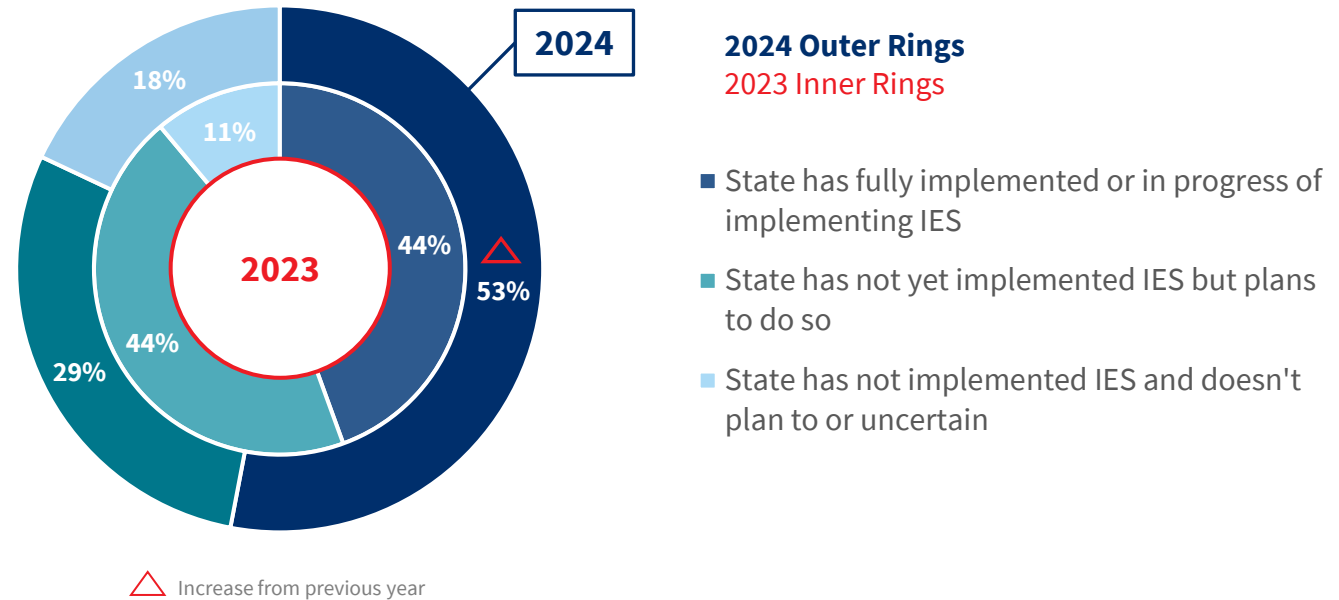 2024
18%
11%
44%
53%
2023
44%
29%
Increase from previous year
2024 Outer Rings
2023 Inner Rings
State has fully implemented or in progress of
implementing IES
State has not yet implemented IES but plans
to do so
State has not implemented IES and doesn't
plan to or uncertain